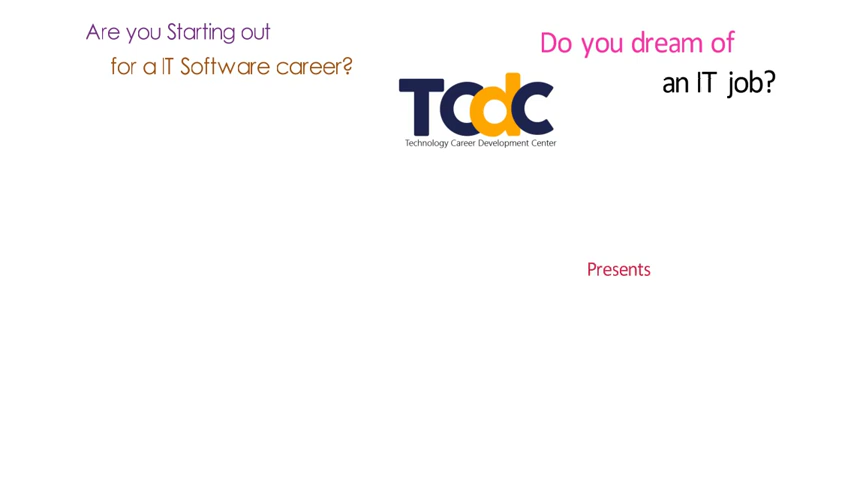 Are you Starting out
for a IT Software career?
Do you dream of
an IT job?
TCdC
Technology Career Development Center
Presents